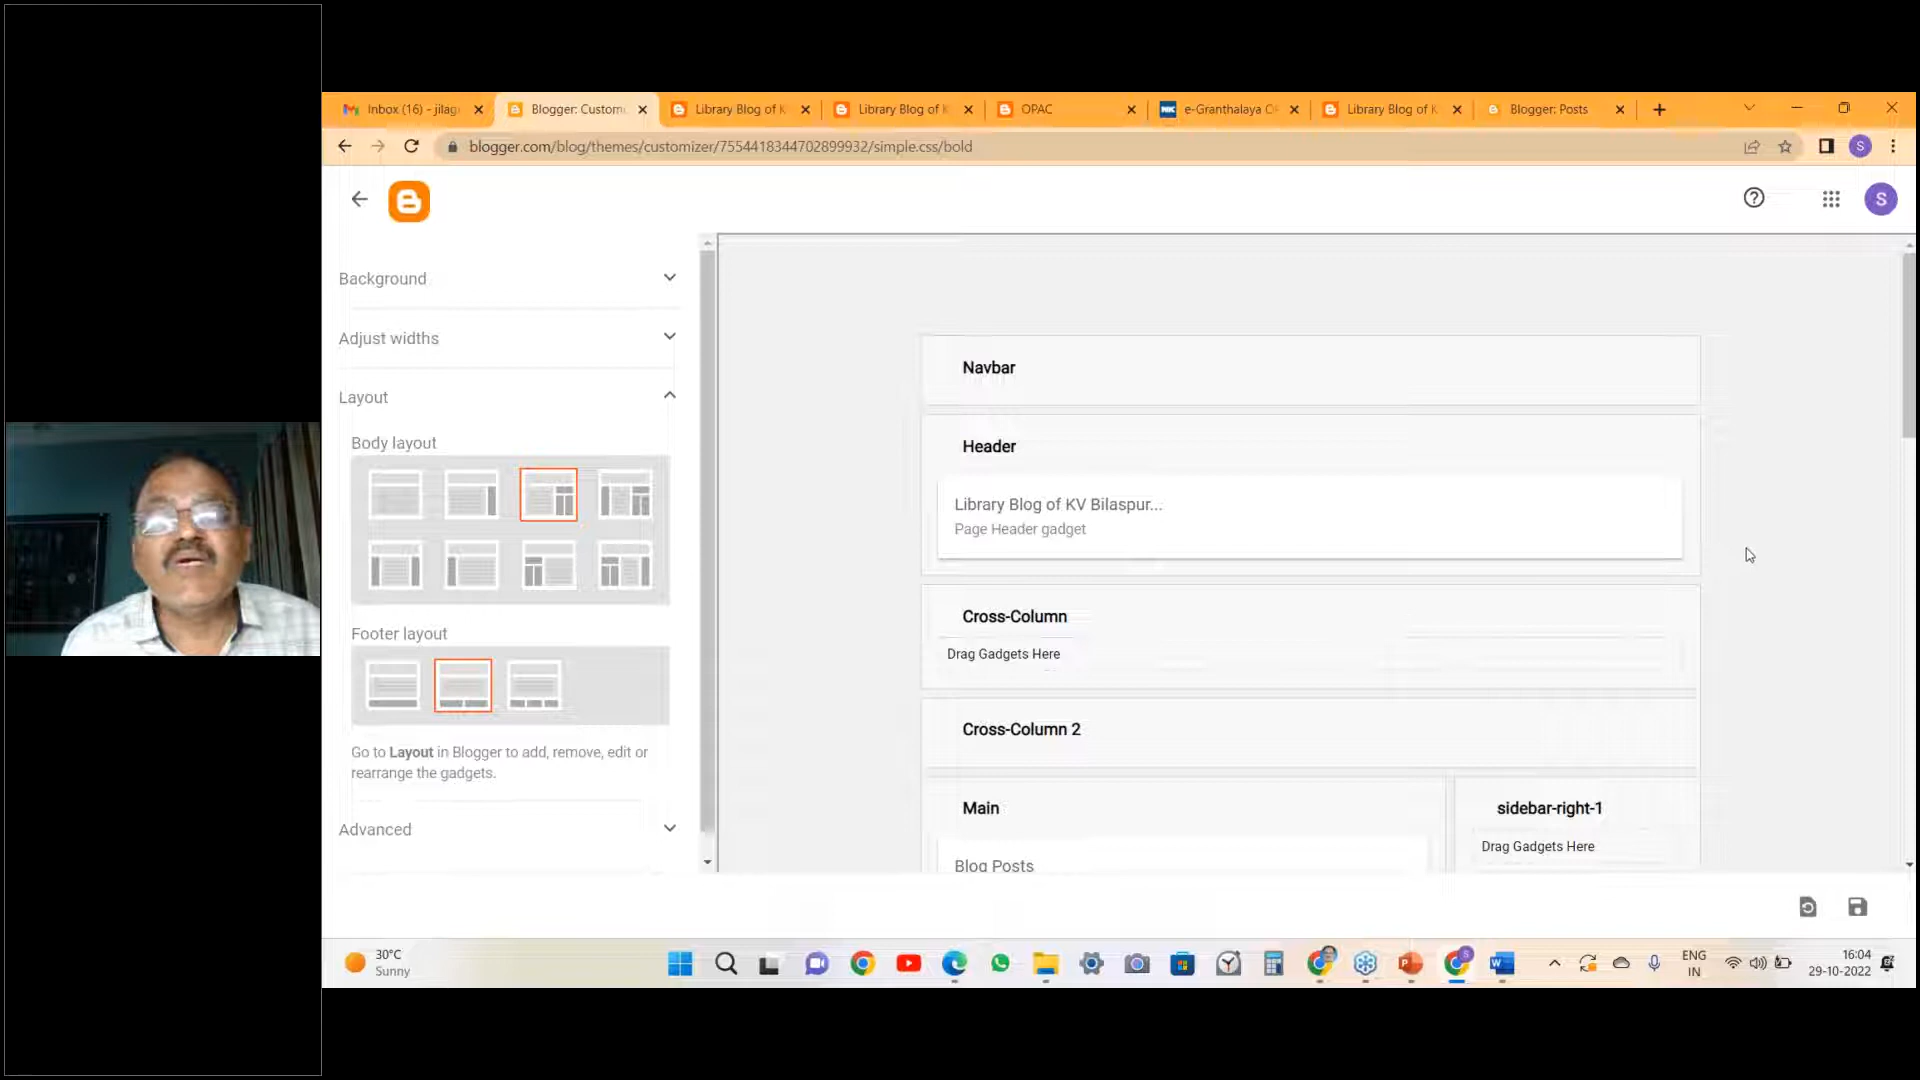 Inbox (16) - jilag
Blogger: Custom
Library Blog of K
Library Blog of K
OPAC
e-Granthalaya O
Library Blog of K
Blogger: Posts
blogger.com/blog/themes/customizer/7554418344702899932/simple.css/bold
S
S
Background
Adjust widths
Layout
Body layout
Footer layout
Go to Layout in Blogger to add, remove, edit or
rearrange the gadgets.
Advanced
Navbar
Header
Library Blog of KV Bilaspur...
Page Header gadget
Cross-Column
Drag Gadgets Here
Cross-Column 2
Main
Blog Posts
sidebar-right-1
Drag Gadgets Here
30°C
Sunny
ENG
IN
16:04
29-10-2022